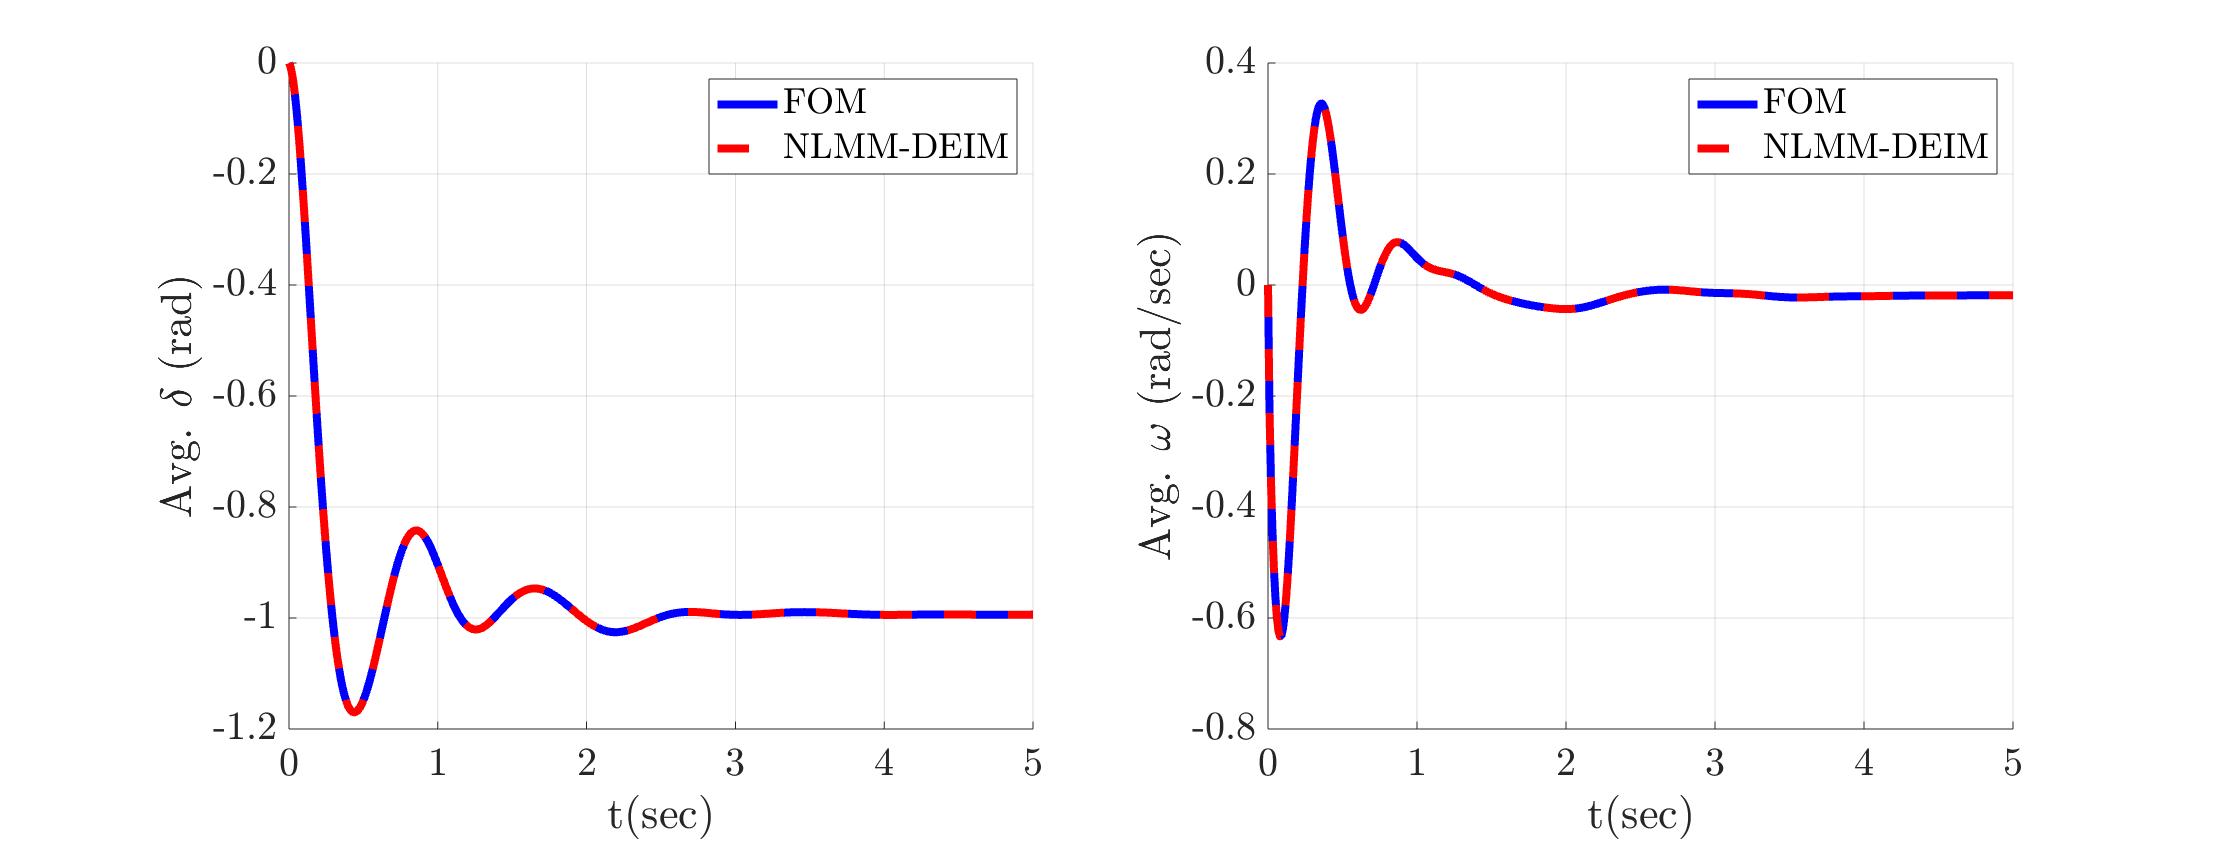 0
-0.2
-0.4
-0.6
-0.8
-1
-1.2
0 1 2 3 4 5
t(sec)
Avg. δ (rad)
FOM
NLMM-DEIM
0.4
0.2
0
-0.2
-0.4
-0.6
-0.8
0 1 2 3 4 5
t(sec)
Avg. ω (rad/sec)
FOM
NLMM-DEIM